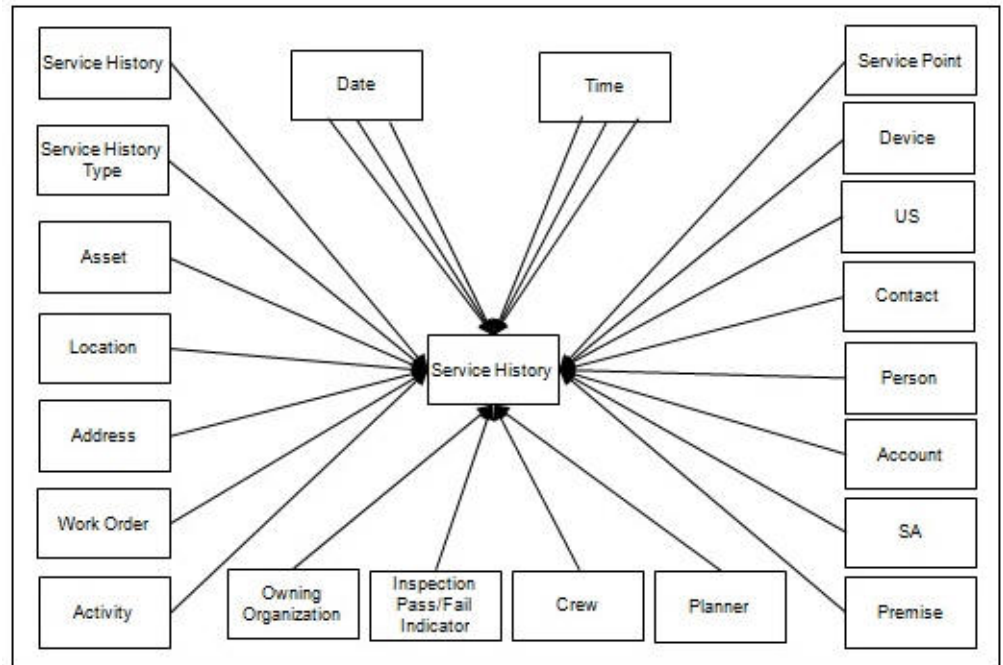 Service History
Date
Time
Service Point
Service History
Type
Device
Asset
US
Location
Contact
Service History
Person
Address
Account
Work Order
SA
Activity
Owning
Organization
Inspection
Pass/Fail
Indicator
Crew
Planner
Premise